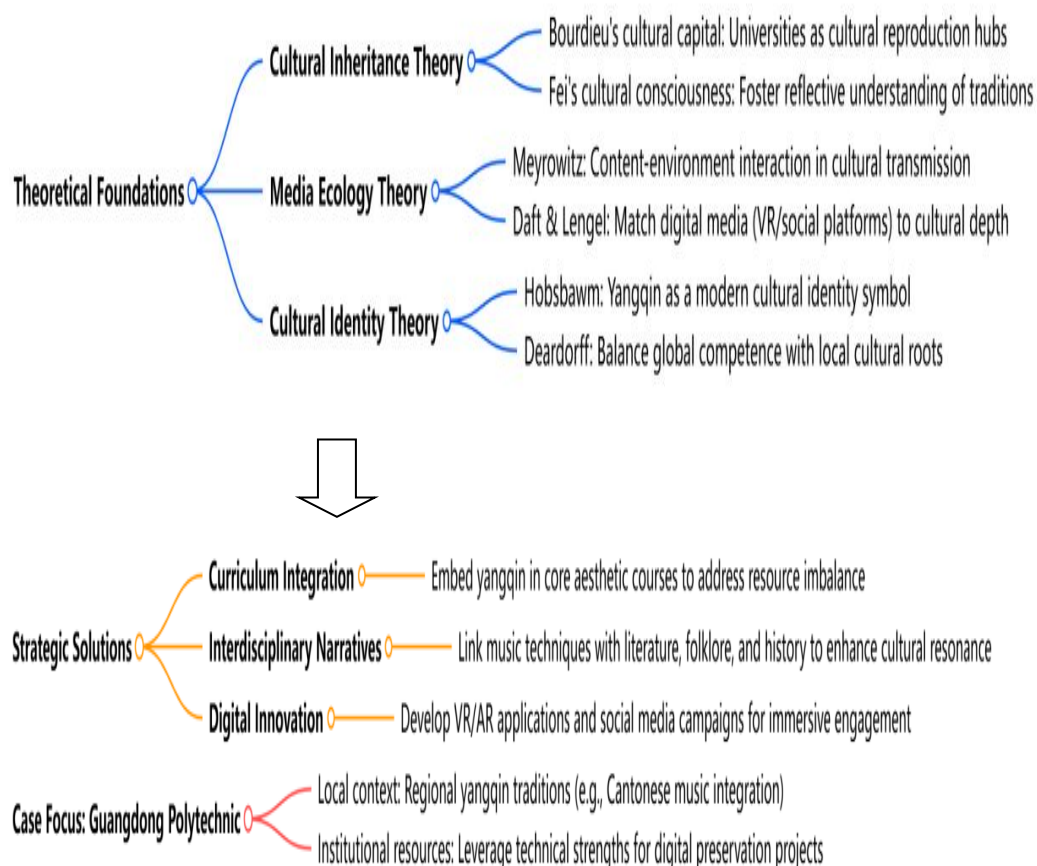 Theoretical Foundations
Cultural Inheritance Theory
Bourdieu's cultural capital: Universities as cultural reproduction hubs
Fei's cultural consciousness: Foster reflective understanding of traditions
Media Ecology Theory
Meyrowitz: Content-environment interaction in cultural transmission
Daft & Lengel: Match digital media (VR/social platforms) to cultural depth
Cultural Identity Theory
Hobsbawm: Yangqin as a modern cultural identity symbol
Deardorff: Balance global competence with local cultural roots
Strategic Solutions
Curriculum Integration
Embed yangqin in core aesthetic courses to address resource imbalance
Interdisciplinary Narratives
Link music techniques with literature, folklore, and history to enhance cultural resonance
Digital Innovation
Develop VR/AR applications and social media campaigns for immersive engagement
Case Focus: Guangdong Polytechnic
Local context: Regional yangqin traditions (e.g., Cantonese music integration)
Institutional resources: Leverage technical strengths for digital preservation projects